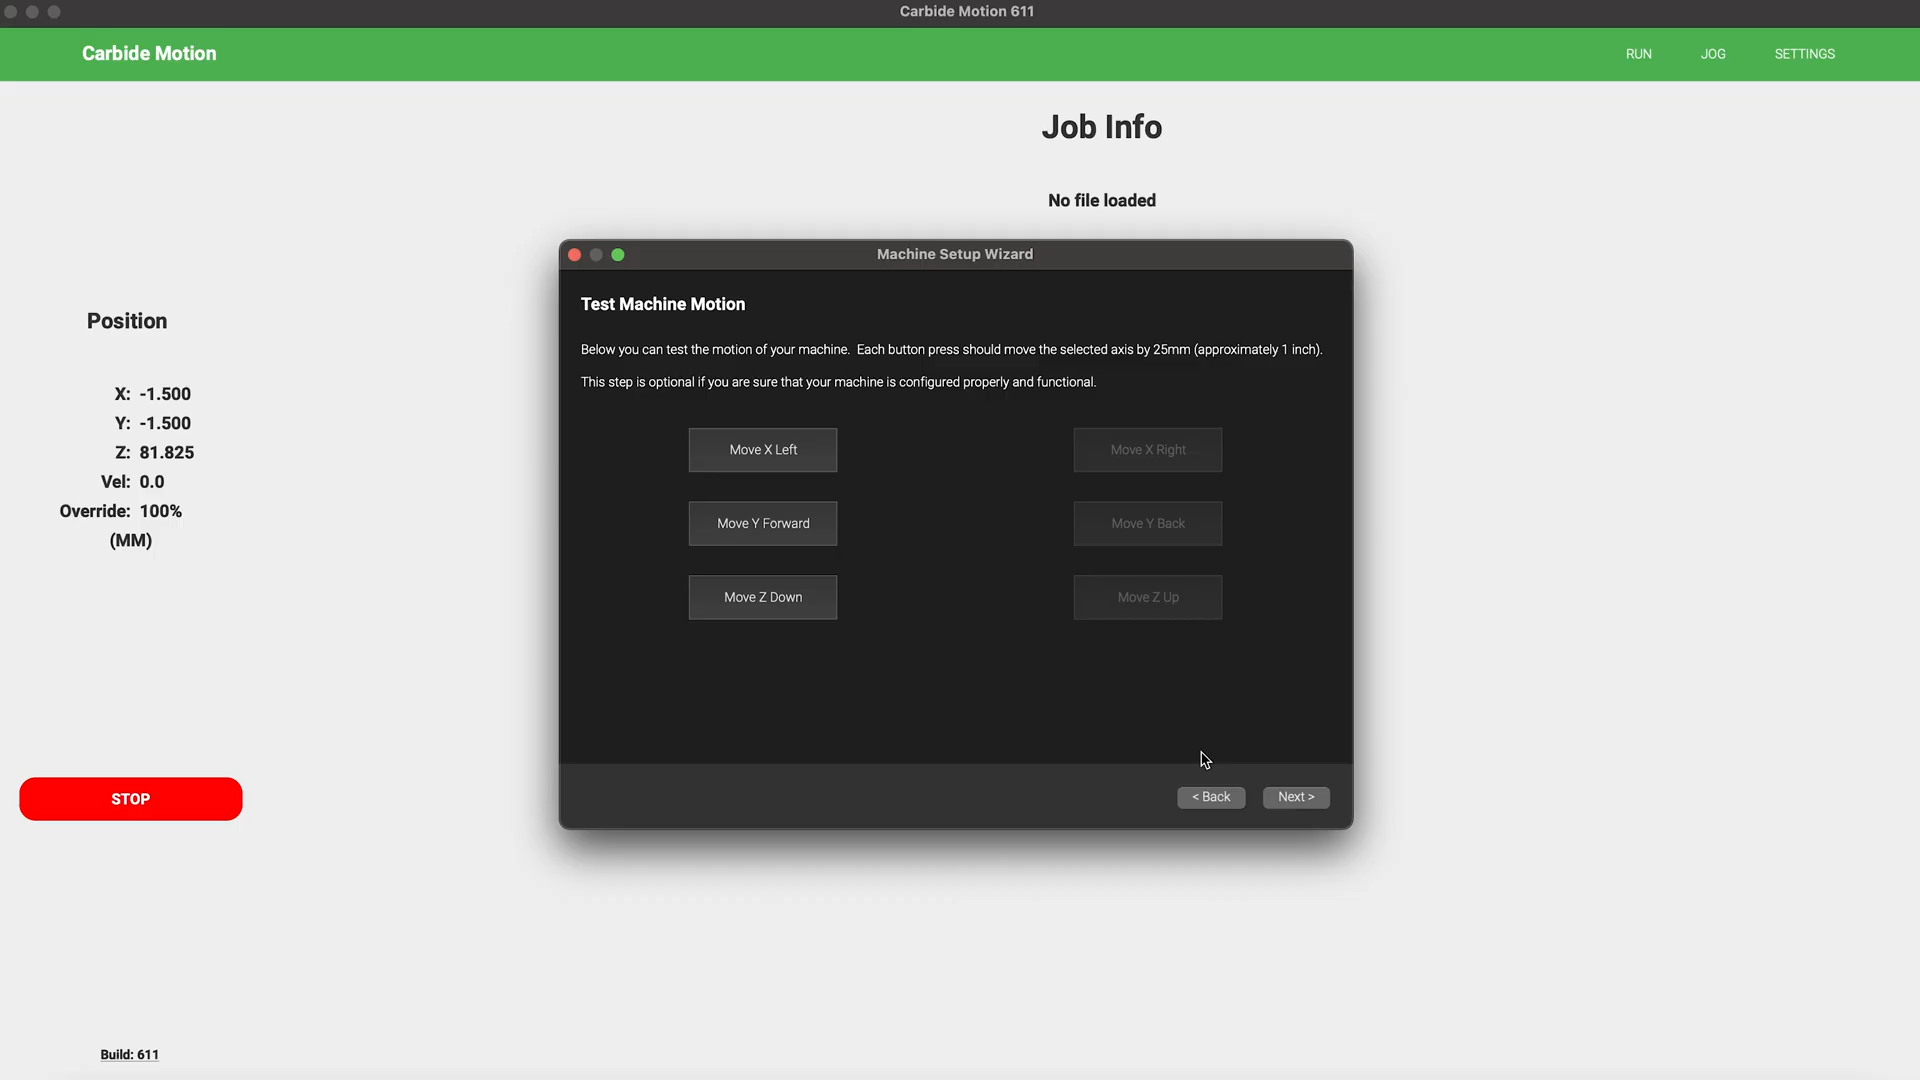 Carbide Motion 611
Carbide Motion
RUN
JOG
SETTINGS
Job Info
No file loaded
Position
X: -1.500
Y: -1.500
Z: 81.825
Vel: 0.0
Override: 100%
(MM)
STOP
Build: 611
Machine Setup Wizard
Test Machine Motion
Below you can test the motion of your machine. Each button press should move the selected axis by 25mm (approximately 1 inch).
This step is optional if you are sure that your machine is configured properly and functional.
Move X Left
Move X Right
Move Y Forward
Move Y Back
Move Z Down
Move Z Up
< Back
Next >